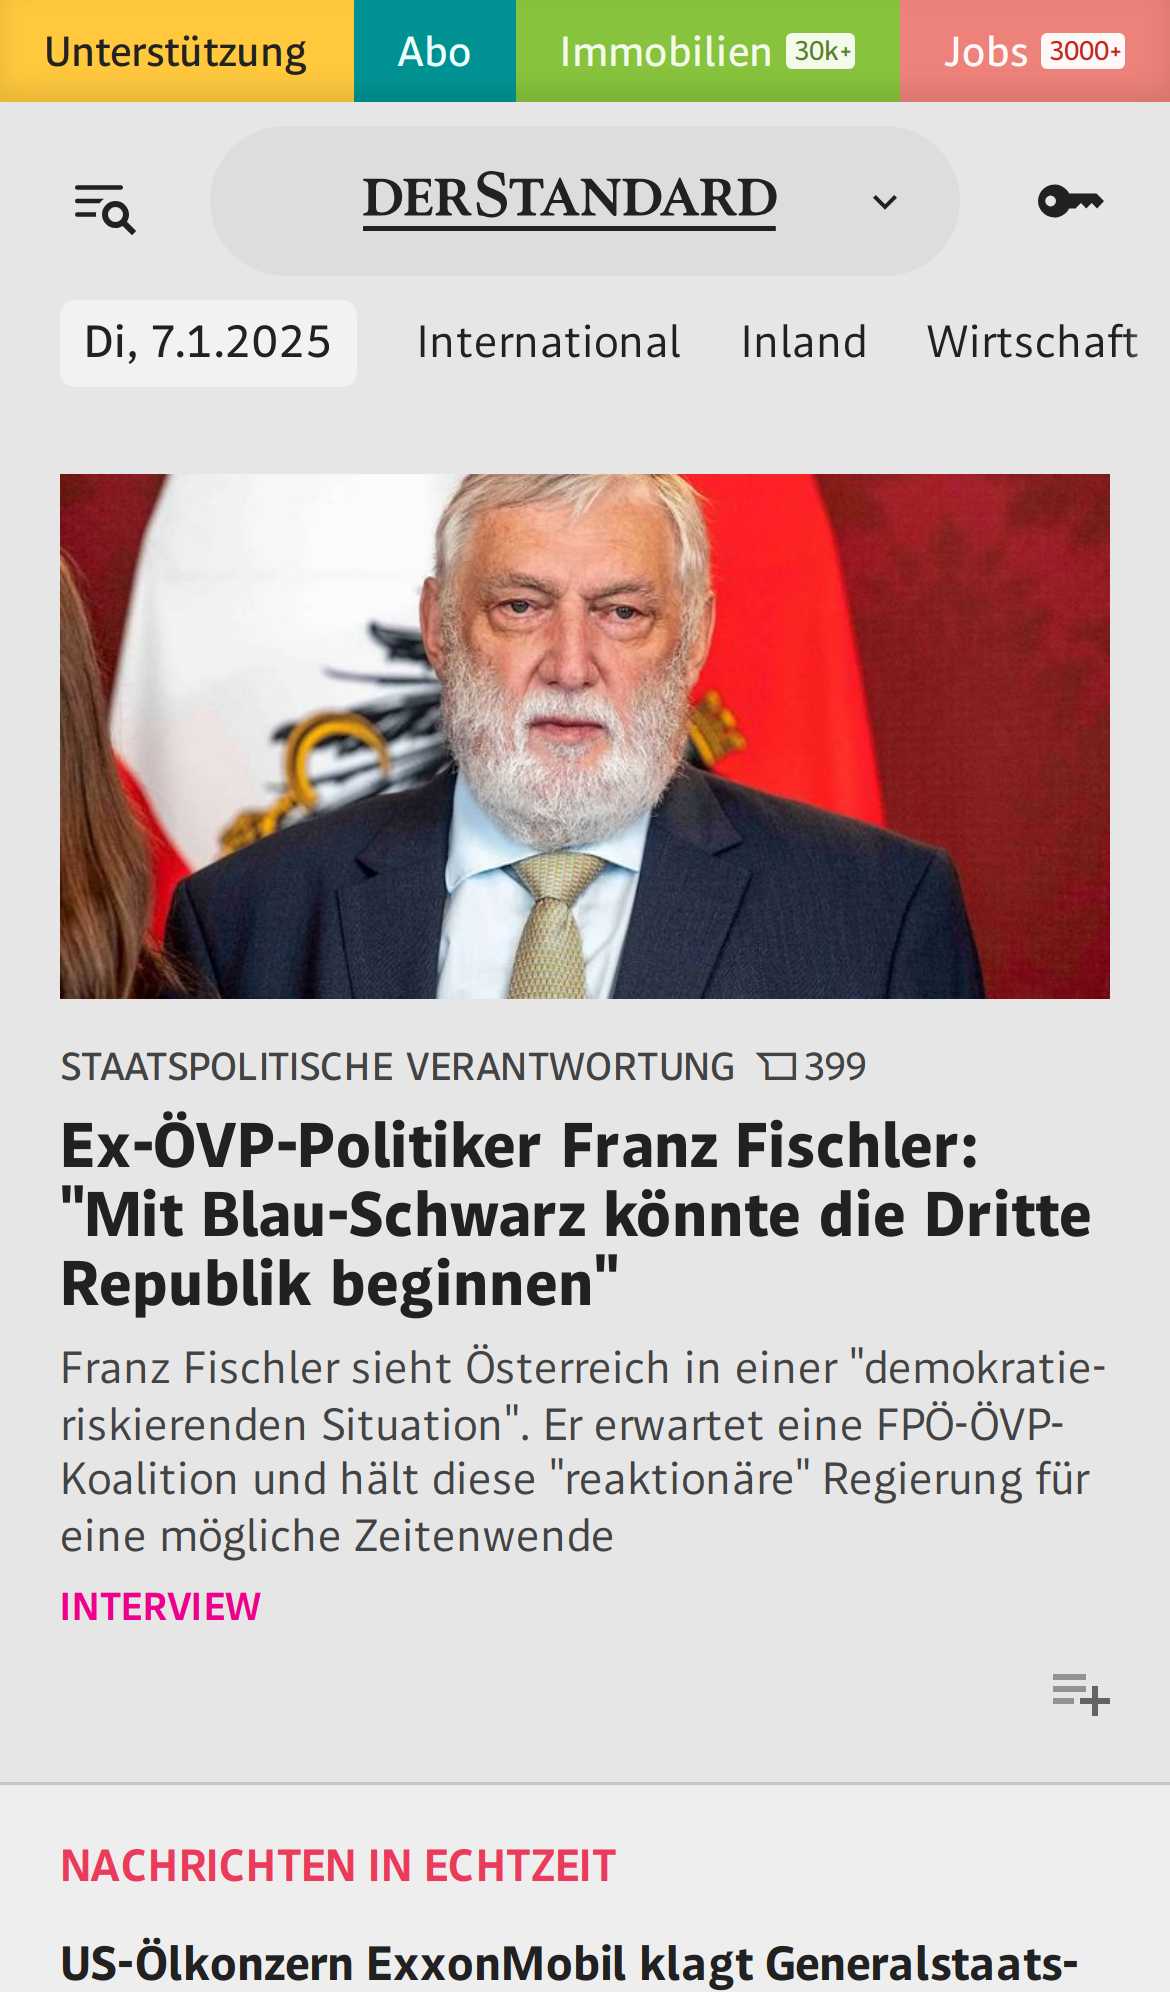 Unterstützung Abo Immobilien 30k+ Jobs 3000+
DERSTANDARD
Di, 7.1.2025 International Inland Wirtschaft
STAATSPOLITISCHE VERANTWORTUNG 399
Ex-ÖVP-Politiker Franz Fischler:
"Mit Blau-Schwarz könnte die Dritte
Republik beginnen"
Franz Fischler sieht Österreich in einer "demokratie-
riskierenden Situation". Er erwartet eine FPÖ-ÖVP-
Koalition und hält diese "reaktionäre" Regierung für
eine mögliche Zeitenwende
INTERVIEW
NACHRICHTEN IN ECHTZEIT
US-Ölkonzern ExxonMobil klagt Generalstaats-